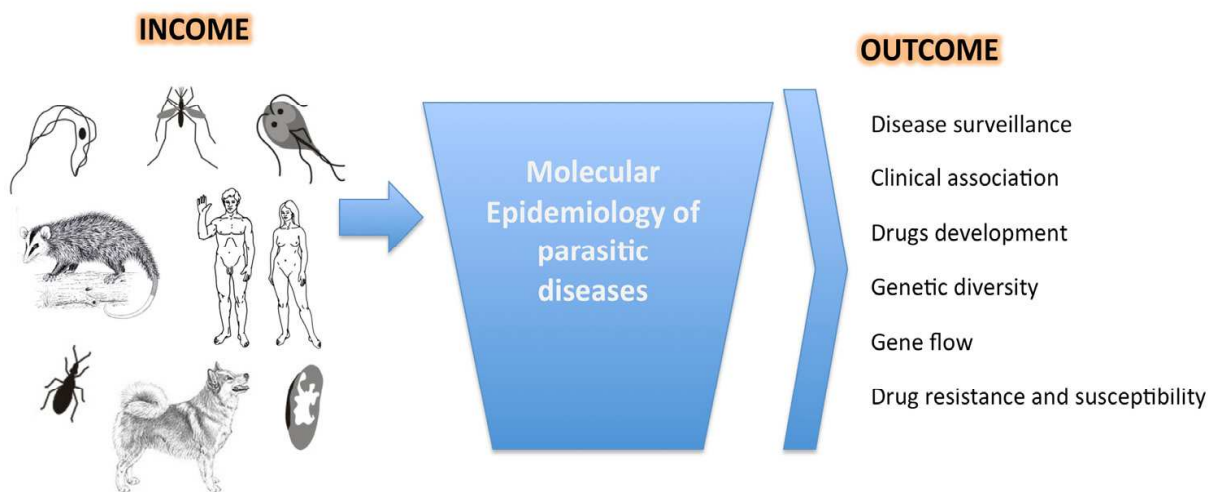 INCOME
OUTCOME
Molecular
Epidemiology of
parasitic
diseases
Disease surveillance
Clinical association
Drugs development
Genetic diversity
Gene flow
Drug resistance and susceptibility